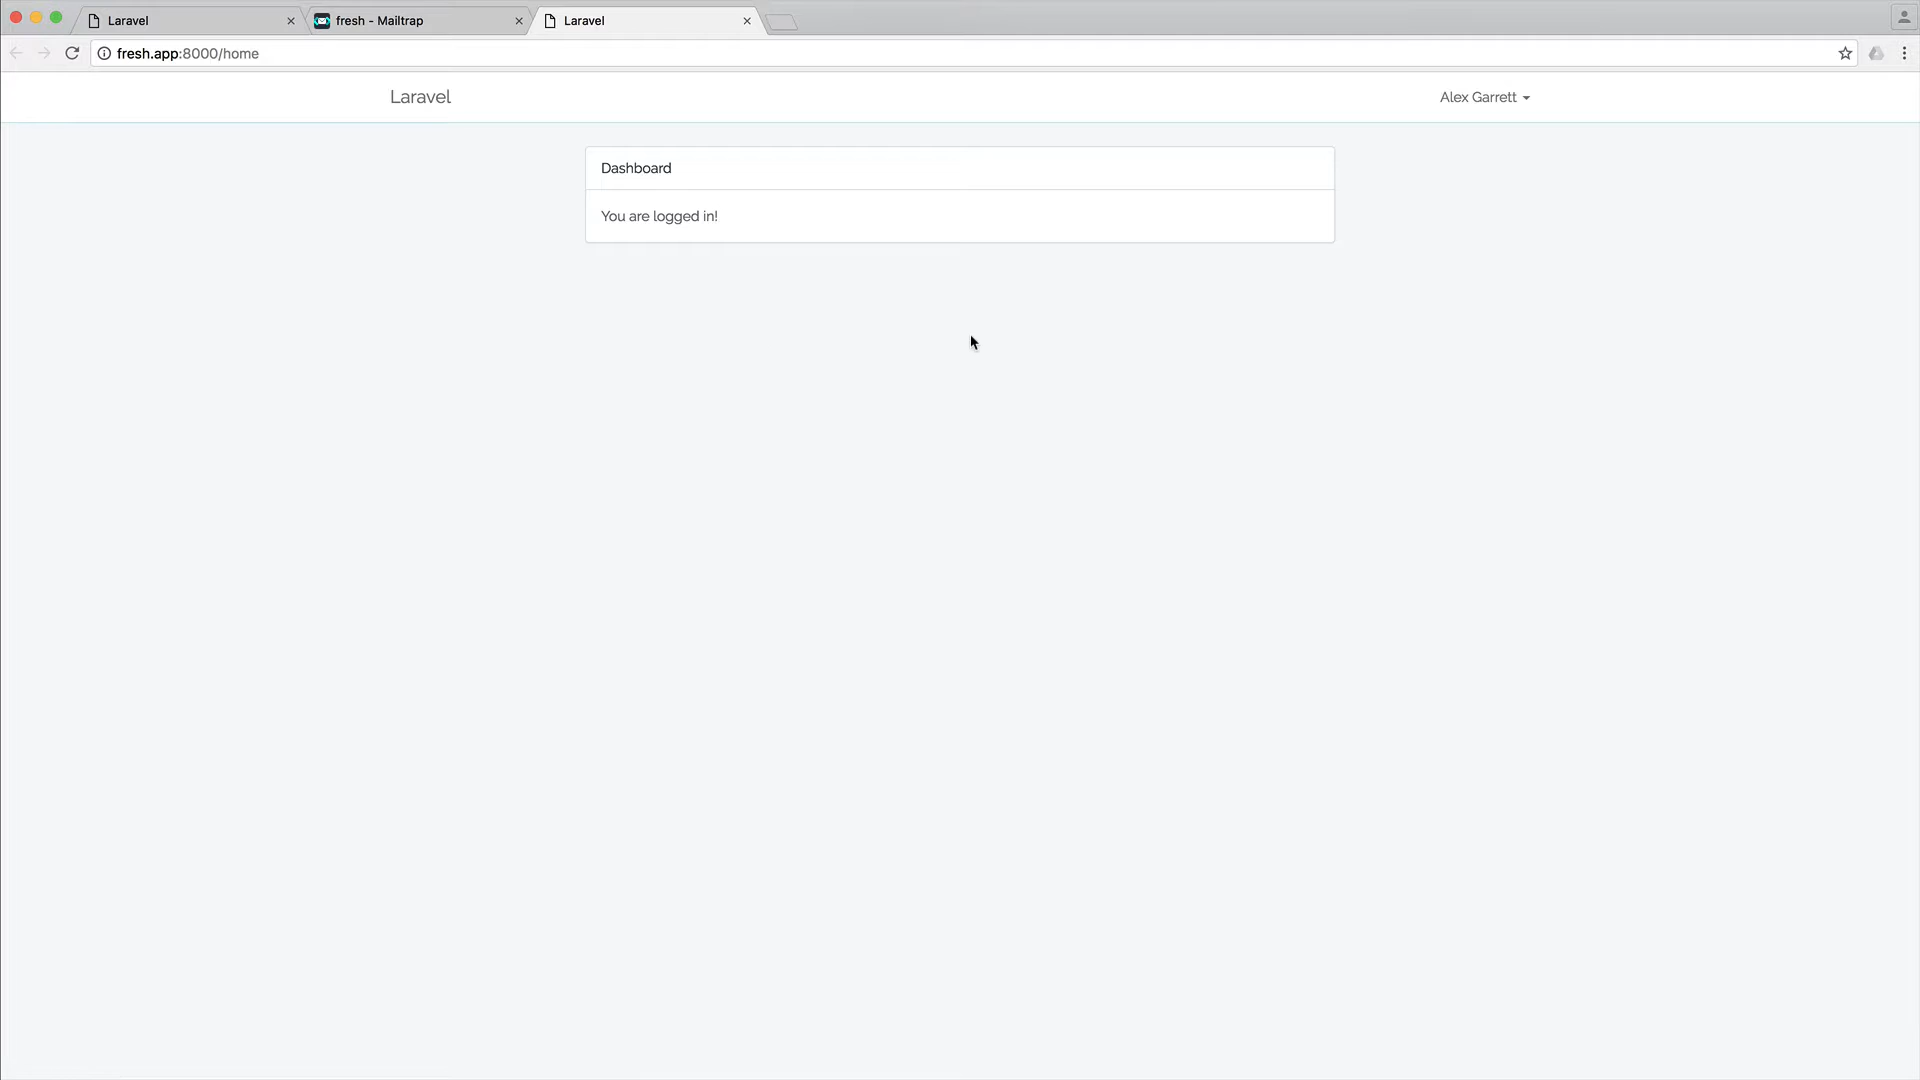 Laravel
fresh - Mailtrap
Laravel
fresh.app:8000/home
Laravel
Alex Garrett
Dashboard
You are logged in!